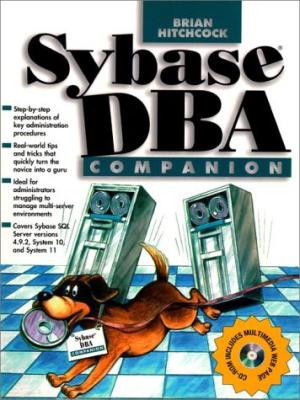 BRIAN
HITCHCOCK
Sybase®
DBA
COMPANION
Step-by-step
explanations of
key administration
procedures
Real-world tips
and tricks that
quickly turn the
novice into a guru
Ideal for
administrators
struggling to
manage multi-server
environments
Covers Sybase SQL
Server versions
4.9.2, System 10,
and System 11
Sybase®
DBA
COMPANION
CD-ROM INCLUDES MULTIMEDIA WEB PAGE